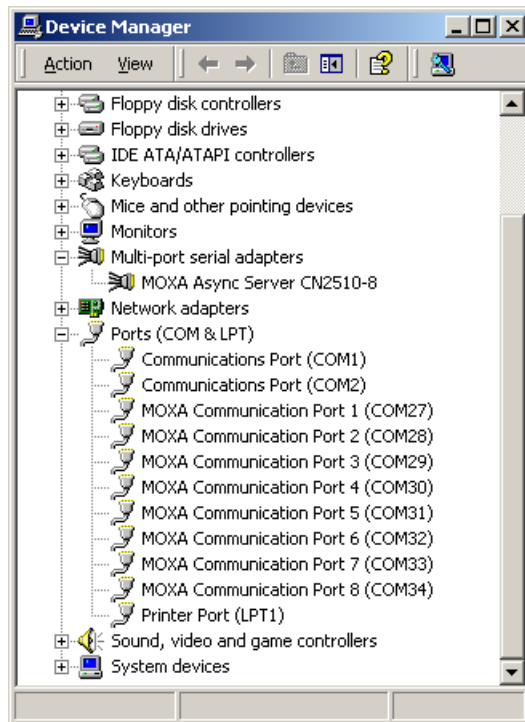 Device Manager
Action View
Floppy disk controllers
Floppy disk drives
IDE ATA/ATAPI controllers
Keyboards
Mice and other pointing devices
Monitors
Multi-port serial adapters
MOXA Async Server CN2510-8
Network adapters
Ports (COM & LPT)
Communications Port (COM1)
Communications Port (COM2)
MOXA Communication Port 1 (COM27)
MOXA Communication Port 2 (COM28)
MOXA Communication Port 3 (COM29)
MOXA Communication Port 4 (COM30)
MOXA Communication Port 5 (COM31)
MOXA Communication Port 6 (COM32)
MOXA Communication Port 7 (COM33)
MOXA Communication Port 8 (COM34)
Printer Port (LPT1)
Sound, video and game controllers
System devices